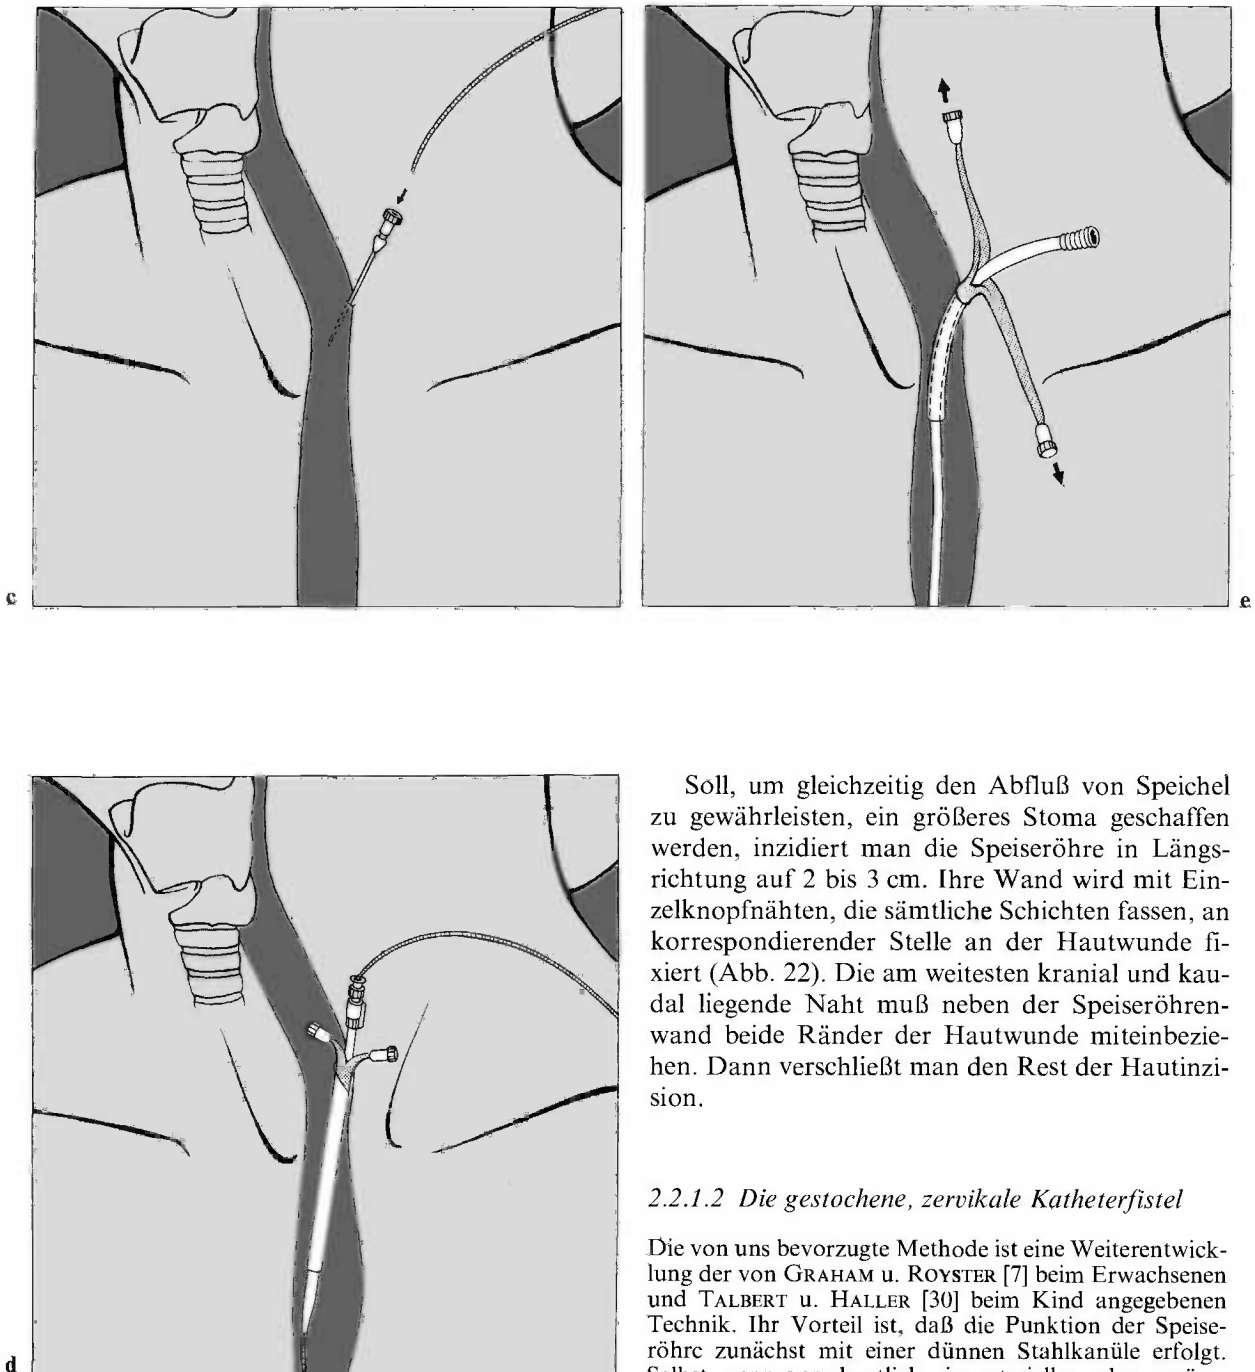 c
e
d
Soll, um gleichzeitig den Abfluß von Speichel
zu gewährleisten, ein größeres Stoma geschaffen
werden, inzidiert man die Speiseröhre in Längs-
richtung auf 2 bis 3 cm. Ihre Wand wird mit Ein-
zelknopfnähten, die sämtliche Schichten fassen, an
korrespondierender Stelle an der Hautwunde fi-
xiert (Abb. 22). Die am weitesten kranial und kau-
dal liegende Naht muß neben der Speiseröhren-
wand beide Ränder der Hautwunde miteinbezie-
hen. Dann verschließt man den Rest der Hautinzi-
sion.
2.2.1.2 Die gestochene, zervikale Katheterfistel
Die von uns bevorzugte Methode ist eine Weiterentwick-
lung der von GRAHAM u. ROYSTER [7] beim Erwachsenen
und TALBERT u. HALLER [30] beim Kind angegebenen
Technik. Ihr Vorteil ist, daß die Punktion der Speise-
röhre zunächst mit einer dünnen Stahlkanüle erfolgt.